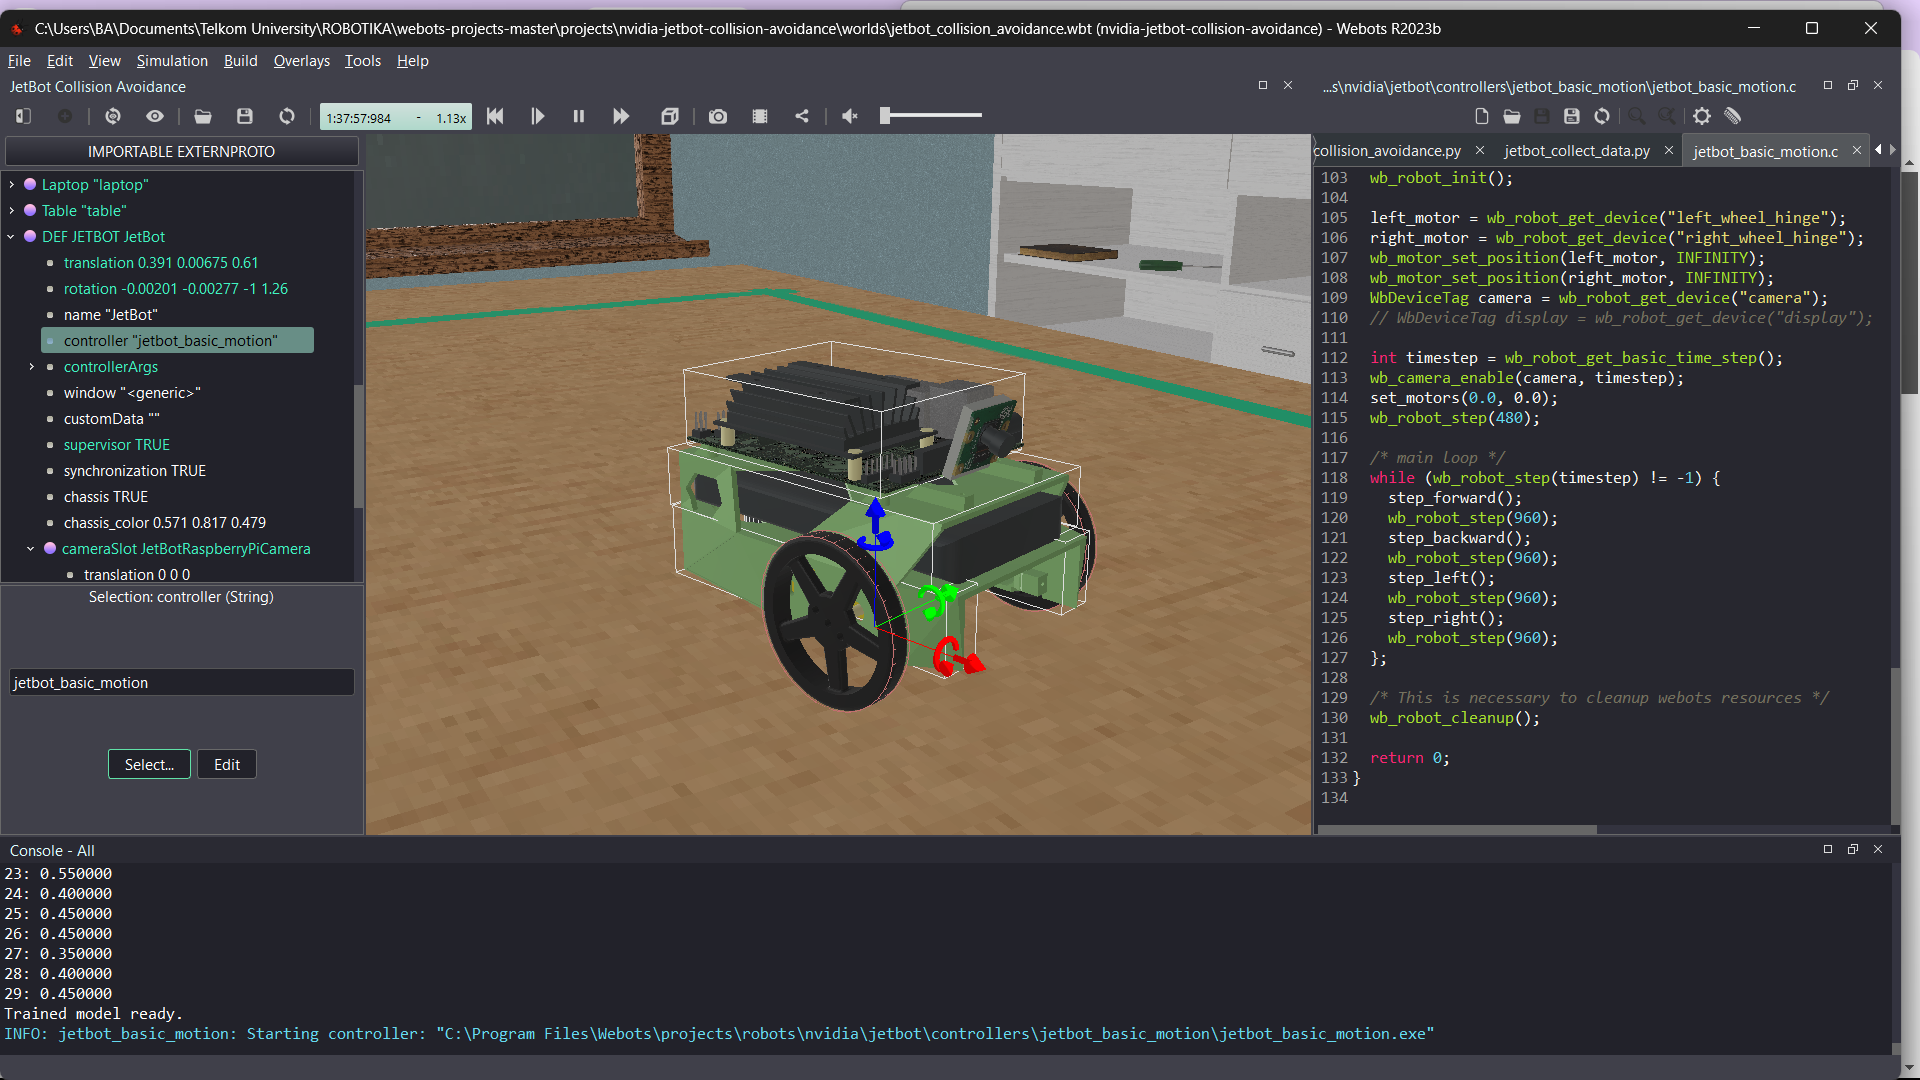 C:\Users\BA\Documents\Telkom University\ROBOTIKA\webots-projects-master\projects\nvidia-jetbot-collision-avoidance\worlds\jetbot_collision_avoidance.wbt (nvidia-jetbot-collision-avoidance) - Webots R2023b
File Edit View Simulation Build Overlays Tools Help
JetBot Collision Avoidance
1:37:57:984 - 1.13x
IMPORTABLE EXTERNPROTO
Laptop "laptop"
Table "table"
DEF JETBOT JetBot
translation 0.391 0.00675 0.61
rotation -0.00201 -0.00277 -1 1.26
name "JetBot"
controller "jetbot_basic_motion"
controllerArgs
window "<generic>"
customData ""
supervisor TRUE
synchronization TRUE
chassis TRUE
chassis_color 0.571 0.817 0.479
cameraSlot JetBotRaspberryPiCamera
translation 0 0 0
Selection: controller (String)
jetbot_basic_motion
Select... Edit
...s\nvidia\jetbot\controllers\jetbot_basic_motion\jetbot_basic_motion.c
collision_avoidance.py jetbot_collect_data.py jetbot_basic_motion.c
103 wb_robot_init();
104
105 left_motor = wb_robot_get_device("left_wheel_hinge");
106 right_motor = wb_robot_get_device("right_wheel_hinge");
107 wb_motor_set_position(left_motor, INFINITY);
108 wb_motor_set_position(right_motor, INFINITY);
109 WbDeviceTag camera = wb_robot_get_device("camera");
110 // WbDeviceTag display = wb_robot_get_device("display");
111
112 int timestep = wb_robot_get_basic_time_step();
113 wb_camera_enable(camera, timestep);
114 set_motors(0.0, 0.0);
115 wb_robot_step(480);
116
117 /* main loop */
118 while (wb_robot_step(timestep) != -1) {
119 step_forward();
120 wb_robot_step(960);
121 step_backward();
122 wb_robot_step(960);
123 step_left();
124 wb_robot_step(960);
125 step_right();
126 wb_robot_step(960);
127 };
128
129 /* This is necessary to cleanup webots resources */
130 wb_robot_cleanup();
131
132 return 0;
133 }
134
Console - All
23: 0.550000
24: 0.400000
25: 0.450000
26: 0.450000
27: 0.350000
28: 0.400000
29: 0.450000
Trained model ready.
INFO: jetbot_basic_motion: Starting controller: "C:\Program Files\Webots\projects\robots\nvidia\jetbot\controllers\jetbot_basic_motion\jetbot_basic_motion.exe"